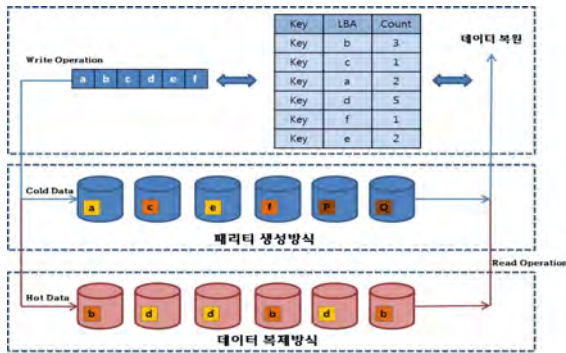 Key LBA Count
Key b 3
데이터 복원
Write Operation
Key c 1
a b c d e f
Key a 2
Key d 5
Key f 1
Key e 2
Cold Data
a c e f P Q
패리티 생성방식
Read Operation
Hot Data
b d d b d b
데이터 복제방식